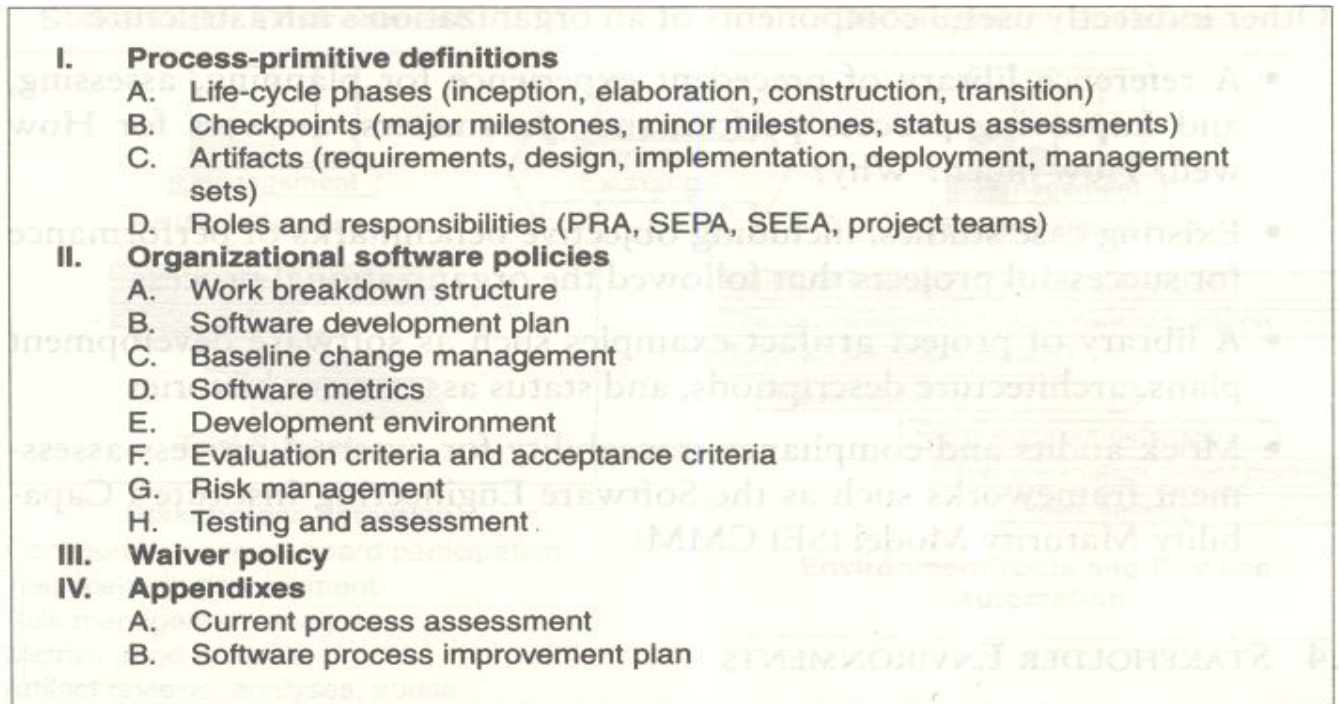 I. Process-primitive definitions
A. Life-cycle phases (inception, elaboration, construction, transition)
B. Checkpoints (major milestones, minor milestones, status assessments)
C. Artifacts (requirements, design, implementation, deployment, management
sets)
D. Roles and responsibilities (PRA, SEPA, SEEA, project teams)
II. Organizational software policies
A. Work breakdown structure
B. Software development plan
C. Baseline change management
D. Software metrics
E. Development environment
F. Evaluation criteria and acceptance criteria
G. Risk management
H. Testing and assessment
III. Waiver policy
IV. Appendixes
A. Current process assessment
B. Software process improvement plan